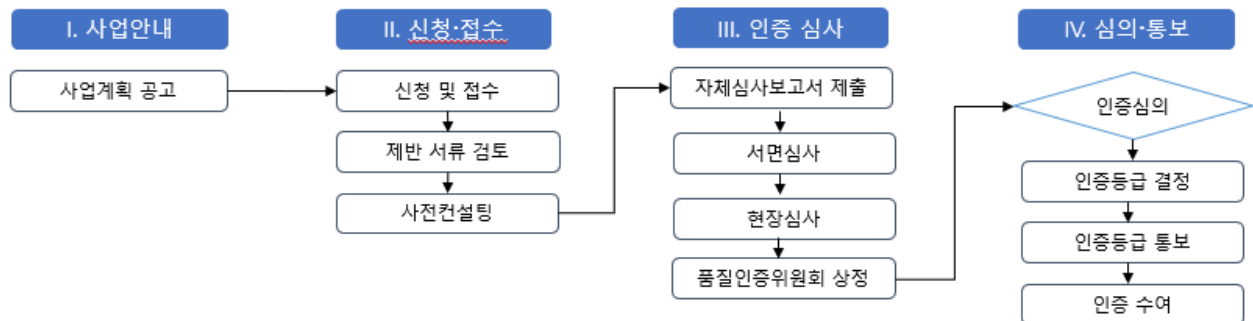 I. 사업안내
사업계획 공고
II. 신청·접수
신청 및 접수
제반 서류 검토
사전컨설팅
III. 인증 심사
자체심사보고서 제출
서면심사
현장심사
품질인증위원회 상정
IV. 심의·통보
인증심의
인증등급 결정
인증등급 통보
인증 수여